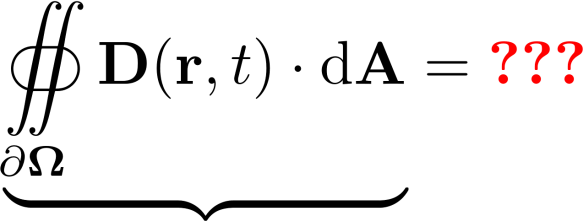 ∯ 𝐃(𝐫, t) · d𝐀 = ???
∂𝛀